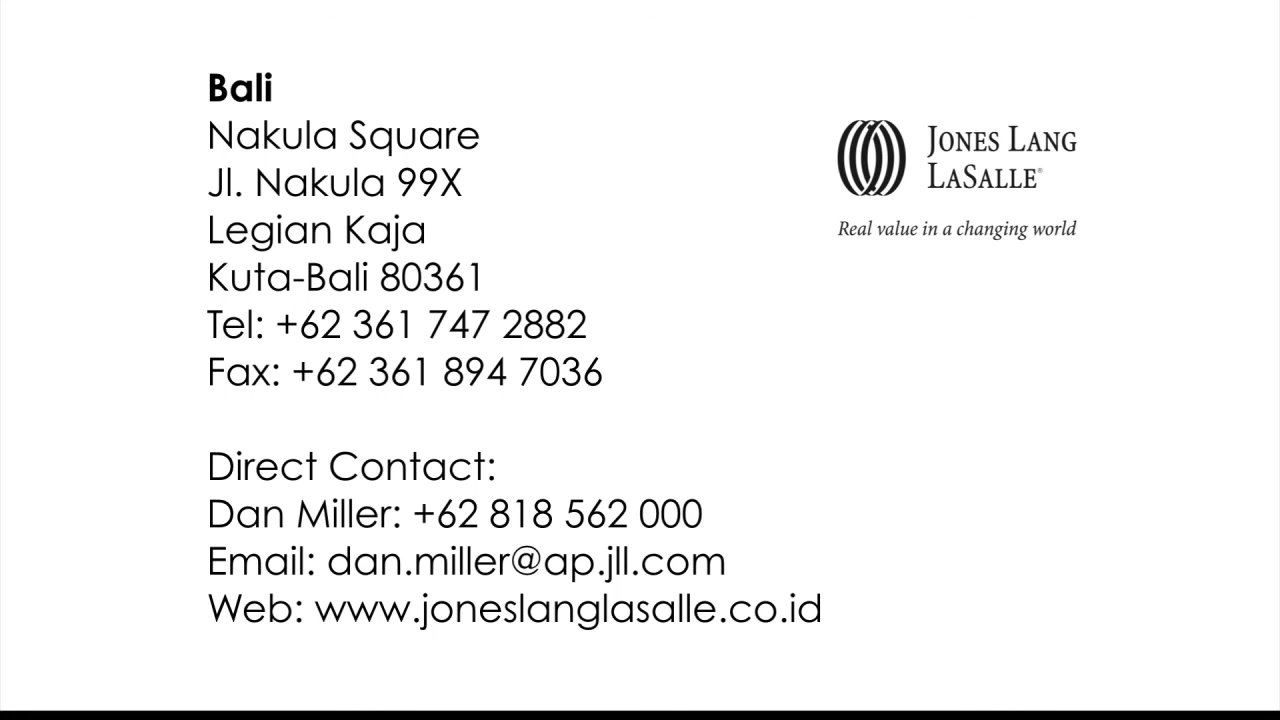 Bali
Nakula Square
Jl. Nakula 99X
Legian Kaja
Kuta-Bali 80361
Tel: +62 361 747 2882
Fax: +62 361 894 7036
Direct Contact:
Dan Miller: +62 818 562 000
Email: dan.miller@ap.jll.com
Web: www.joneslanglasalle.co.id
JONES LANG
LASALLE®
Real value in a changing world